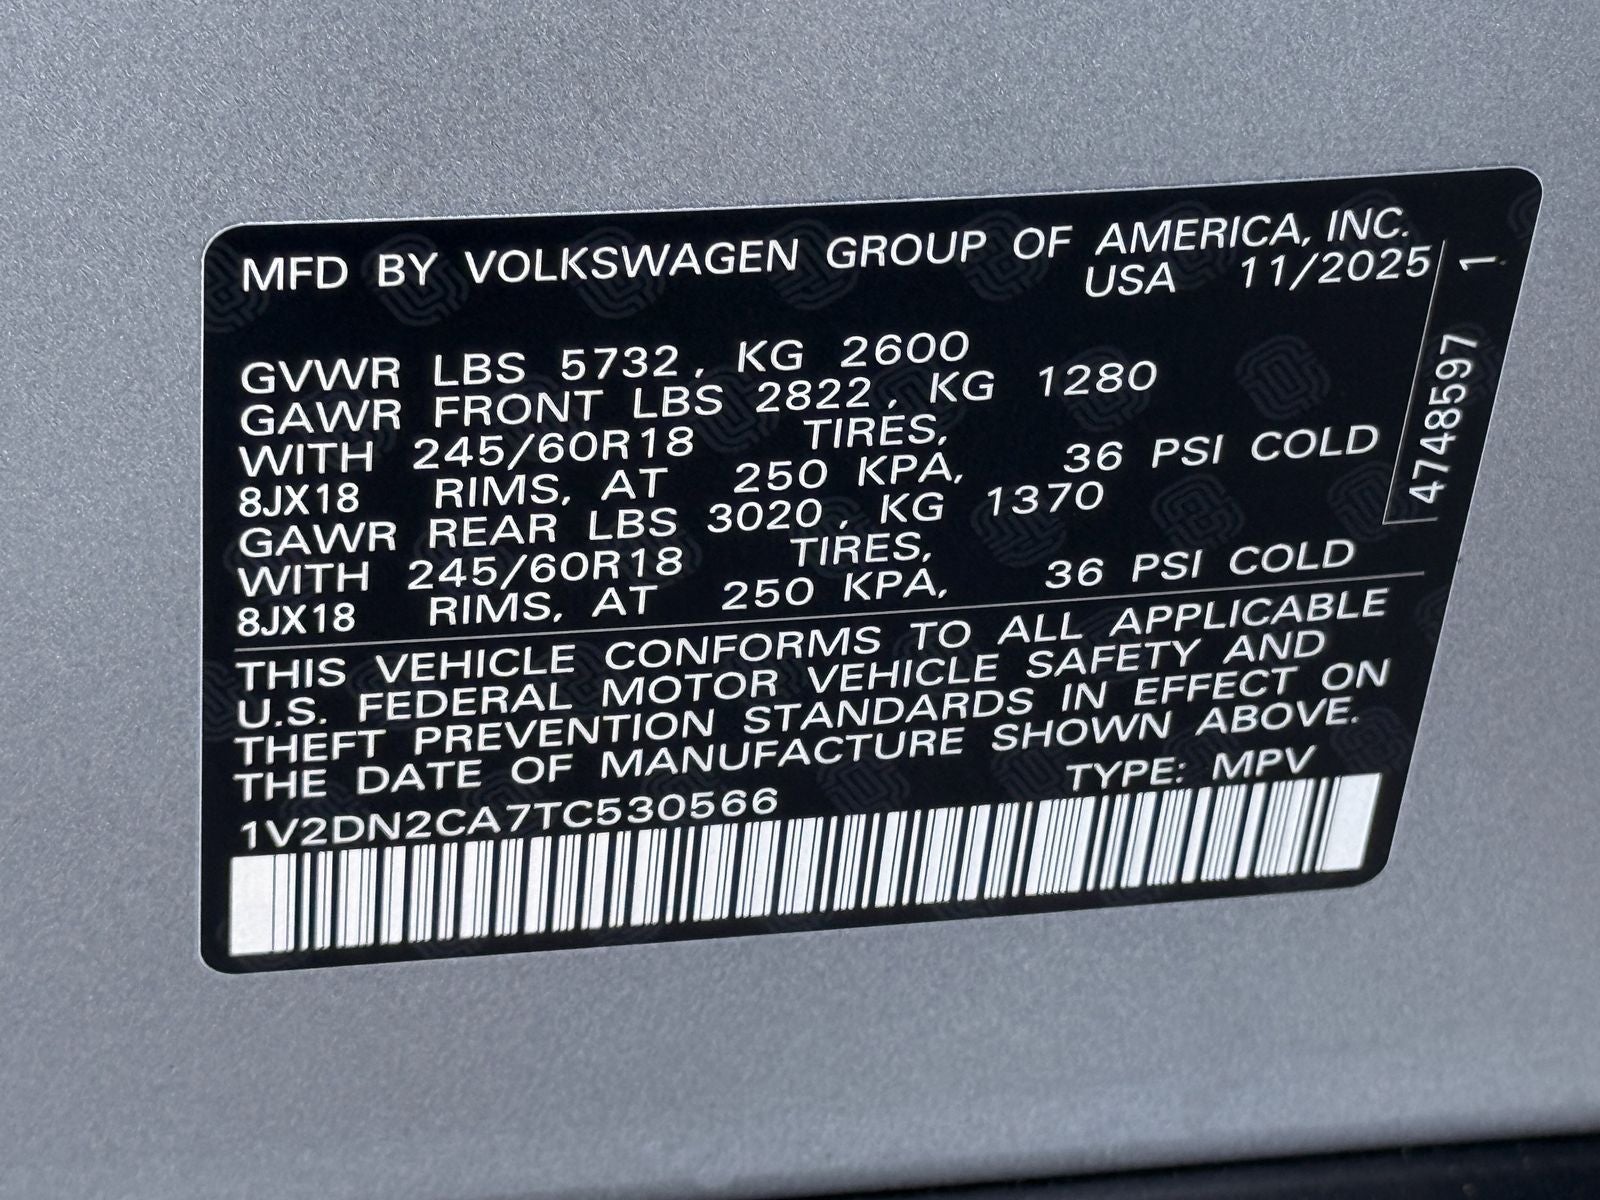 MFD BY VOLKSWAGEN GROUP OF AMERICA, INC.
USA 11/2025
GVWR LBS 5732, KG 2600
GAWR FRONT LBS 2822, KG 1280
WITH 245/60R18 TIRES,
8JX18 RIMS, AT 250 KPA, 36 PSI COLD
GAWR REAR LBS 3020, KG 1370
WITH 245/60R18 TIRES,
8JX18 RIMS, AT 250 KPA, 36 PSI COLD
THIS VEHICLE CONFORMS TO ALL APPLICABLE
U.S. FEDERAL MOTOR VEHICLE SAFETY AND
THEFT PREVENTION STANDARDS IN EFFECT ON
THE DATE OF MANUFACTURE SHOWN ABOVE.
TYPE: MPV
1V2DN2CA7TC530566
4748597 1